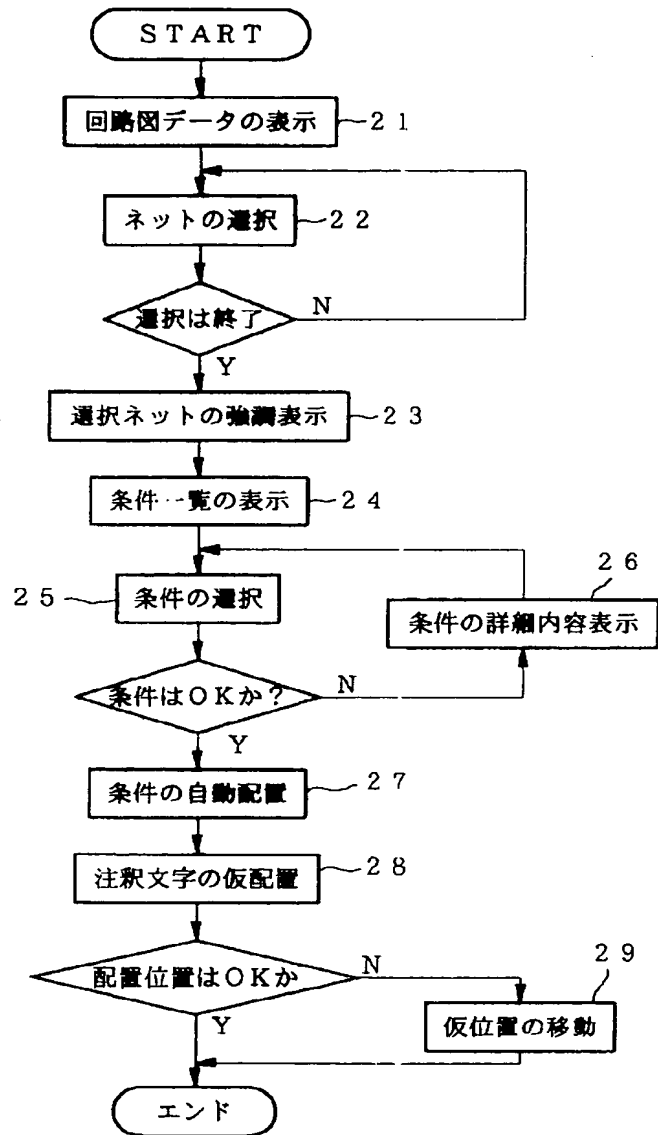 START
回路図データの表示 21
ネットの選択 22
選択は終了 N
Y
選択ネットの強調表示 23
条件一覧の表示 24
26
25 条件の選択
条件の詳細内容表示
条件はOKか? N
Y
条件の自動配置 27
注釈文字の仮配置 28
配置位置はOKか N
29
仮位置の移動
Y
エンド